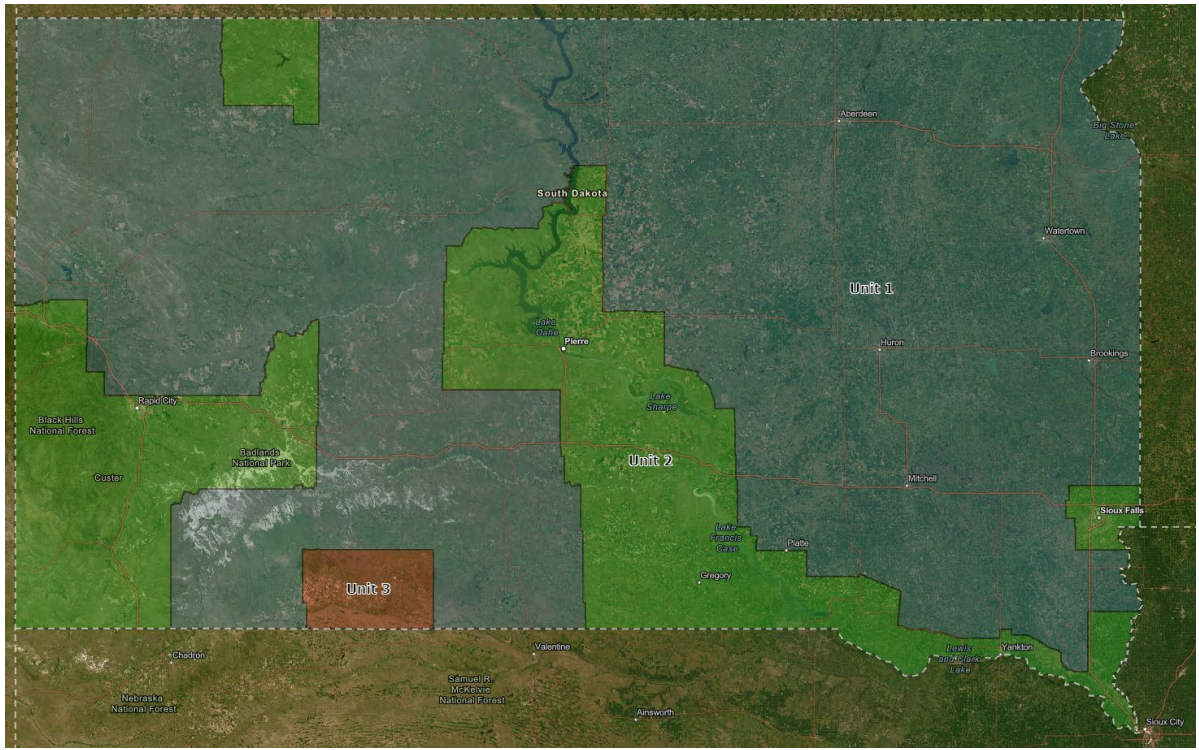 Aberdeen
Big Stone
Lake
South Dakota
Watertown
Unit 1
Lake
Oahe
Pierre
Huron
Brookings
Rapid City
Lake
Sharpe
Black Hills
National Forest
Badlands
National Park
Unit 2
Custer
Mitchell
Sioux Falls
Lake
Francis
Case
Platte
Gregory
Unit 3
Chadron
Valentine
Lewis
and Clark
Lake
Yankton
Samuel R.
McKelvie
National Forest
Nebraska
National Forest
Ainsworth
Sioux City